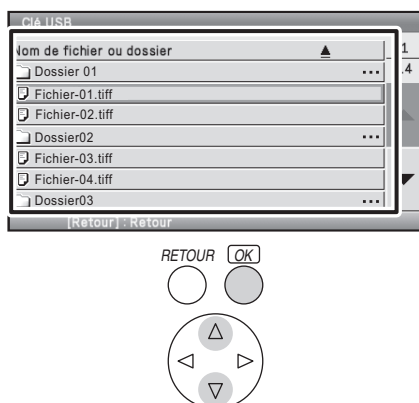 Clé USB
Nom de fichier ou dossier
1
Dossier 01 ...
.4
Fichier-01.tiff
Fichier-02.tiff
Dossier02 ...
Fichier-03.tiff
Fichier-04.tiff
Dossier03 ...
[Retour] : Retour
RETOUR OK